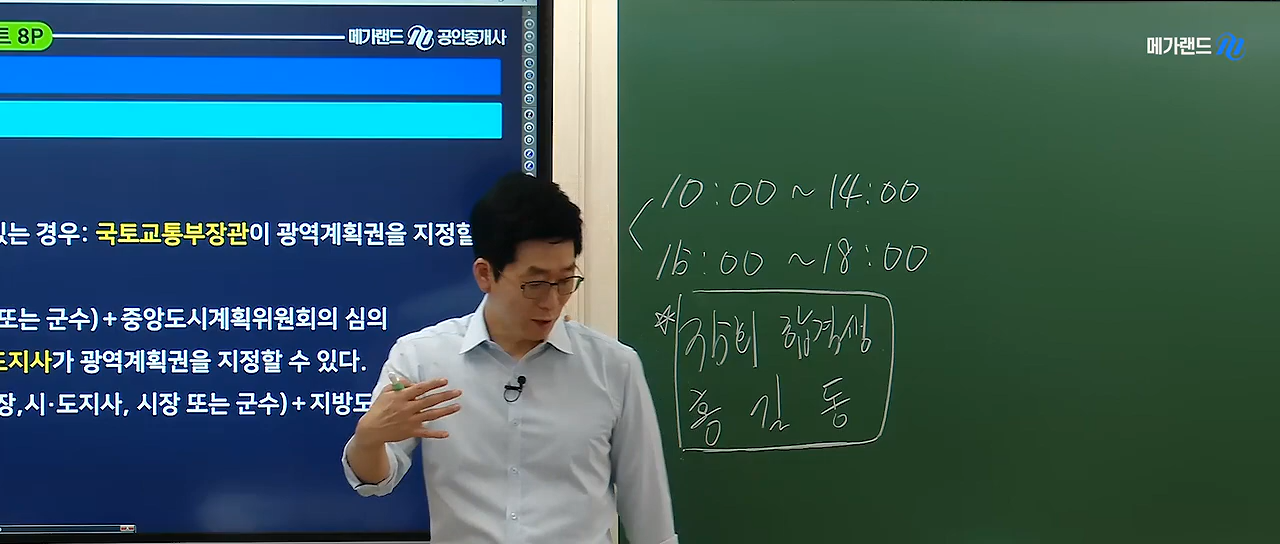 트 8P
메가랜드 공인중개사
있는 경우: 국토교통부장관이 광역계획권을 지정할
또는 군수)+중앙도시계획위원회의 심의
도지사가 광역계획권을 지정할 수 있다.
장,시·도지사, 시장 또는 군수)+지방도
메가랜드
10:00 ~ 14:00
16:00 ~ 18:00
합격생
홍 길 동